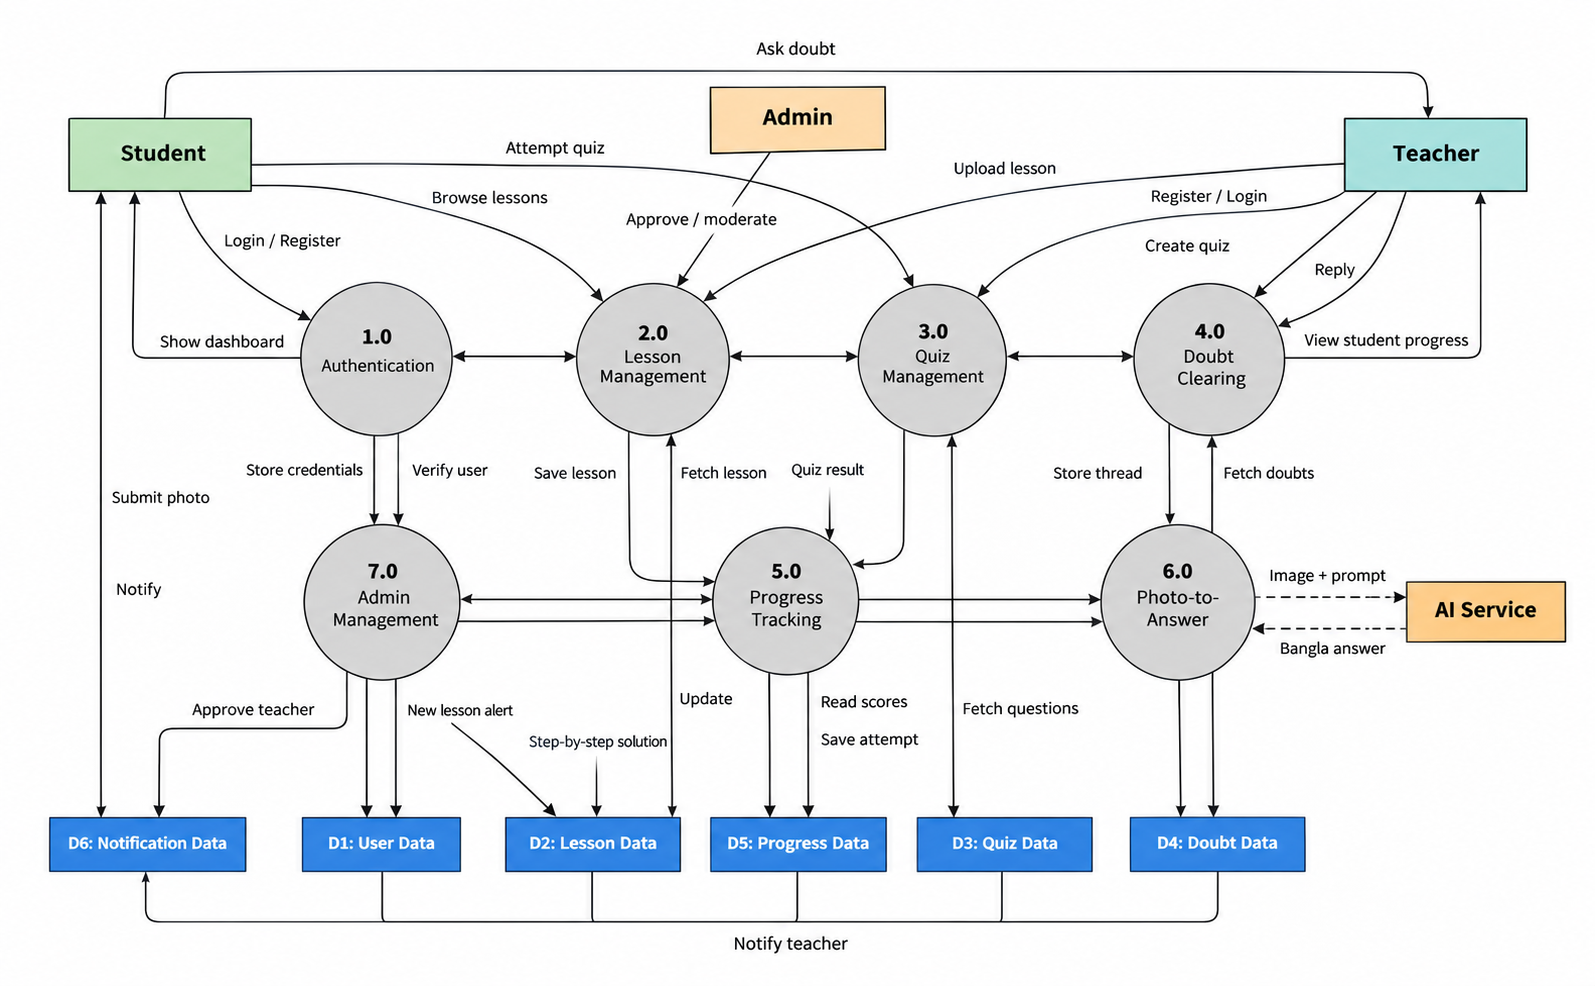 Ask doubt
Admin
Student
Teacher
Attempt quiz
Upload lesson
Browse lessons
Register / Login
Approve / moderate
Login / Register
Create quiz
Reply
1.0
Authentication
2.0
Lesson
Management
3.0
Quiz
Management
4.0
Doubt
Clearing
Show dashboard
View student progress
Store credentials
Verify user
Save lesson
Fetch lesson
Quiz result
Store thread
Fetch doubts
Submit photo
Notify
7.0
Admin
Management
5.0
Progress
Tracking
6.0
Photo-to-
Answer
Image + prompt
AI Service
Bangla answer
Approve teacher
New lesson alert
Update
Read scores
Fetch questions
Step-by-step solution
Save attempt
D6: Notification Data
D1: User Data
D2: Lesson Data
D5: Progress Data
D3: Quiz Data
D4: Doubt Data
Notify teacher